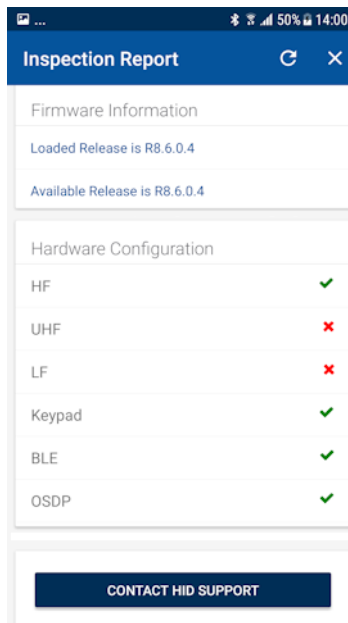 ... 50% 14:00
Inspection Report
Firmware Information
Loaded Release is R8.6.0.4
Available Release is R8.6.0.4
Hardware Configuration
HF
UHF
LF
Keypad
BLE
OSDP
CONTACT HID SUPPORT